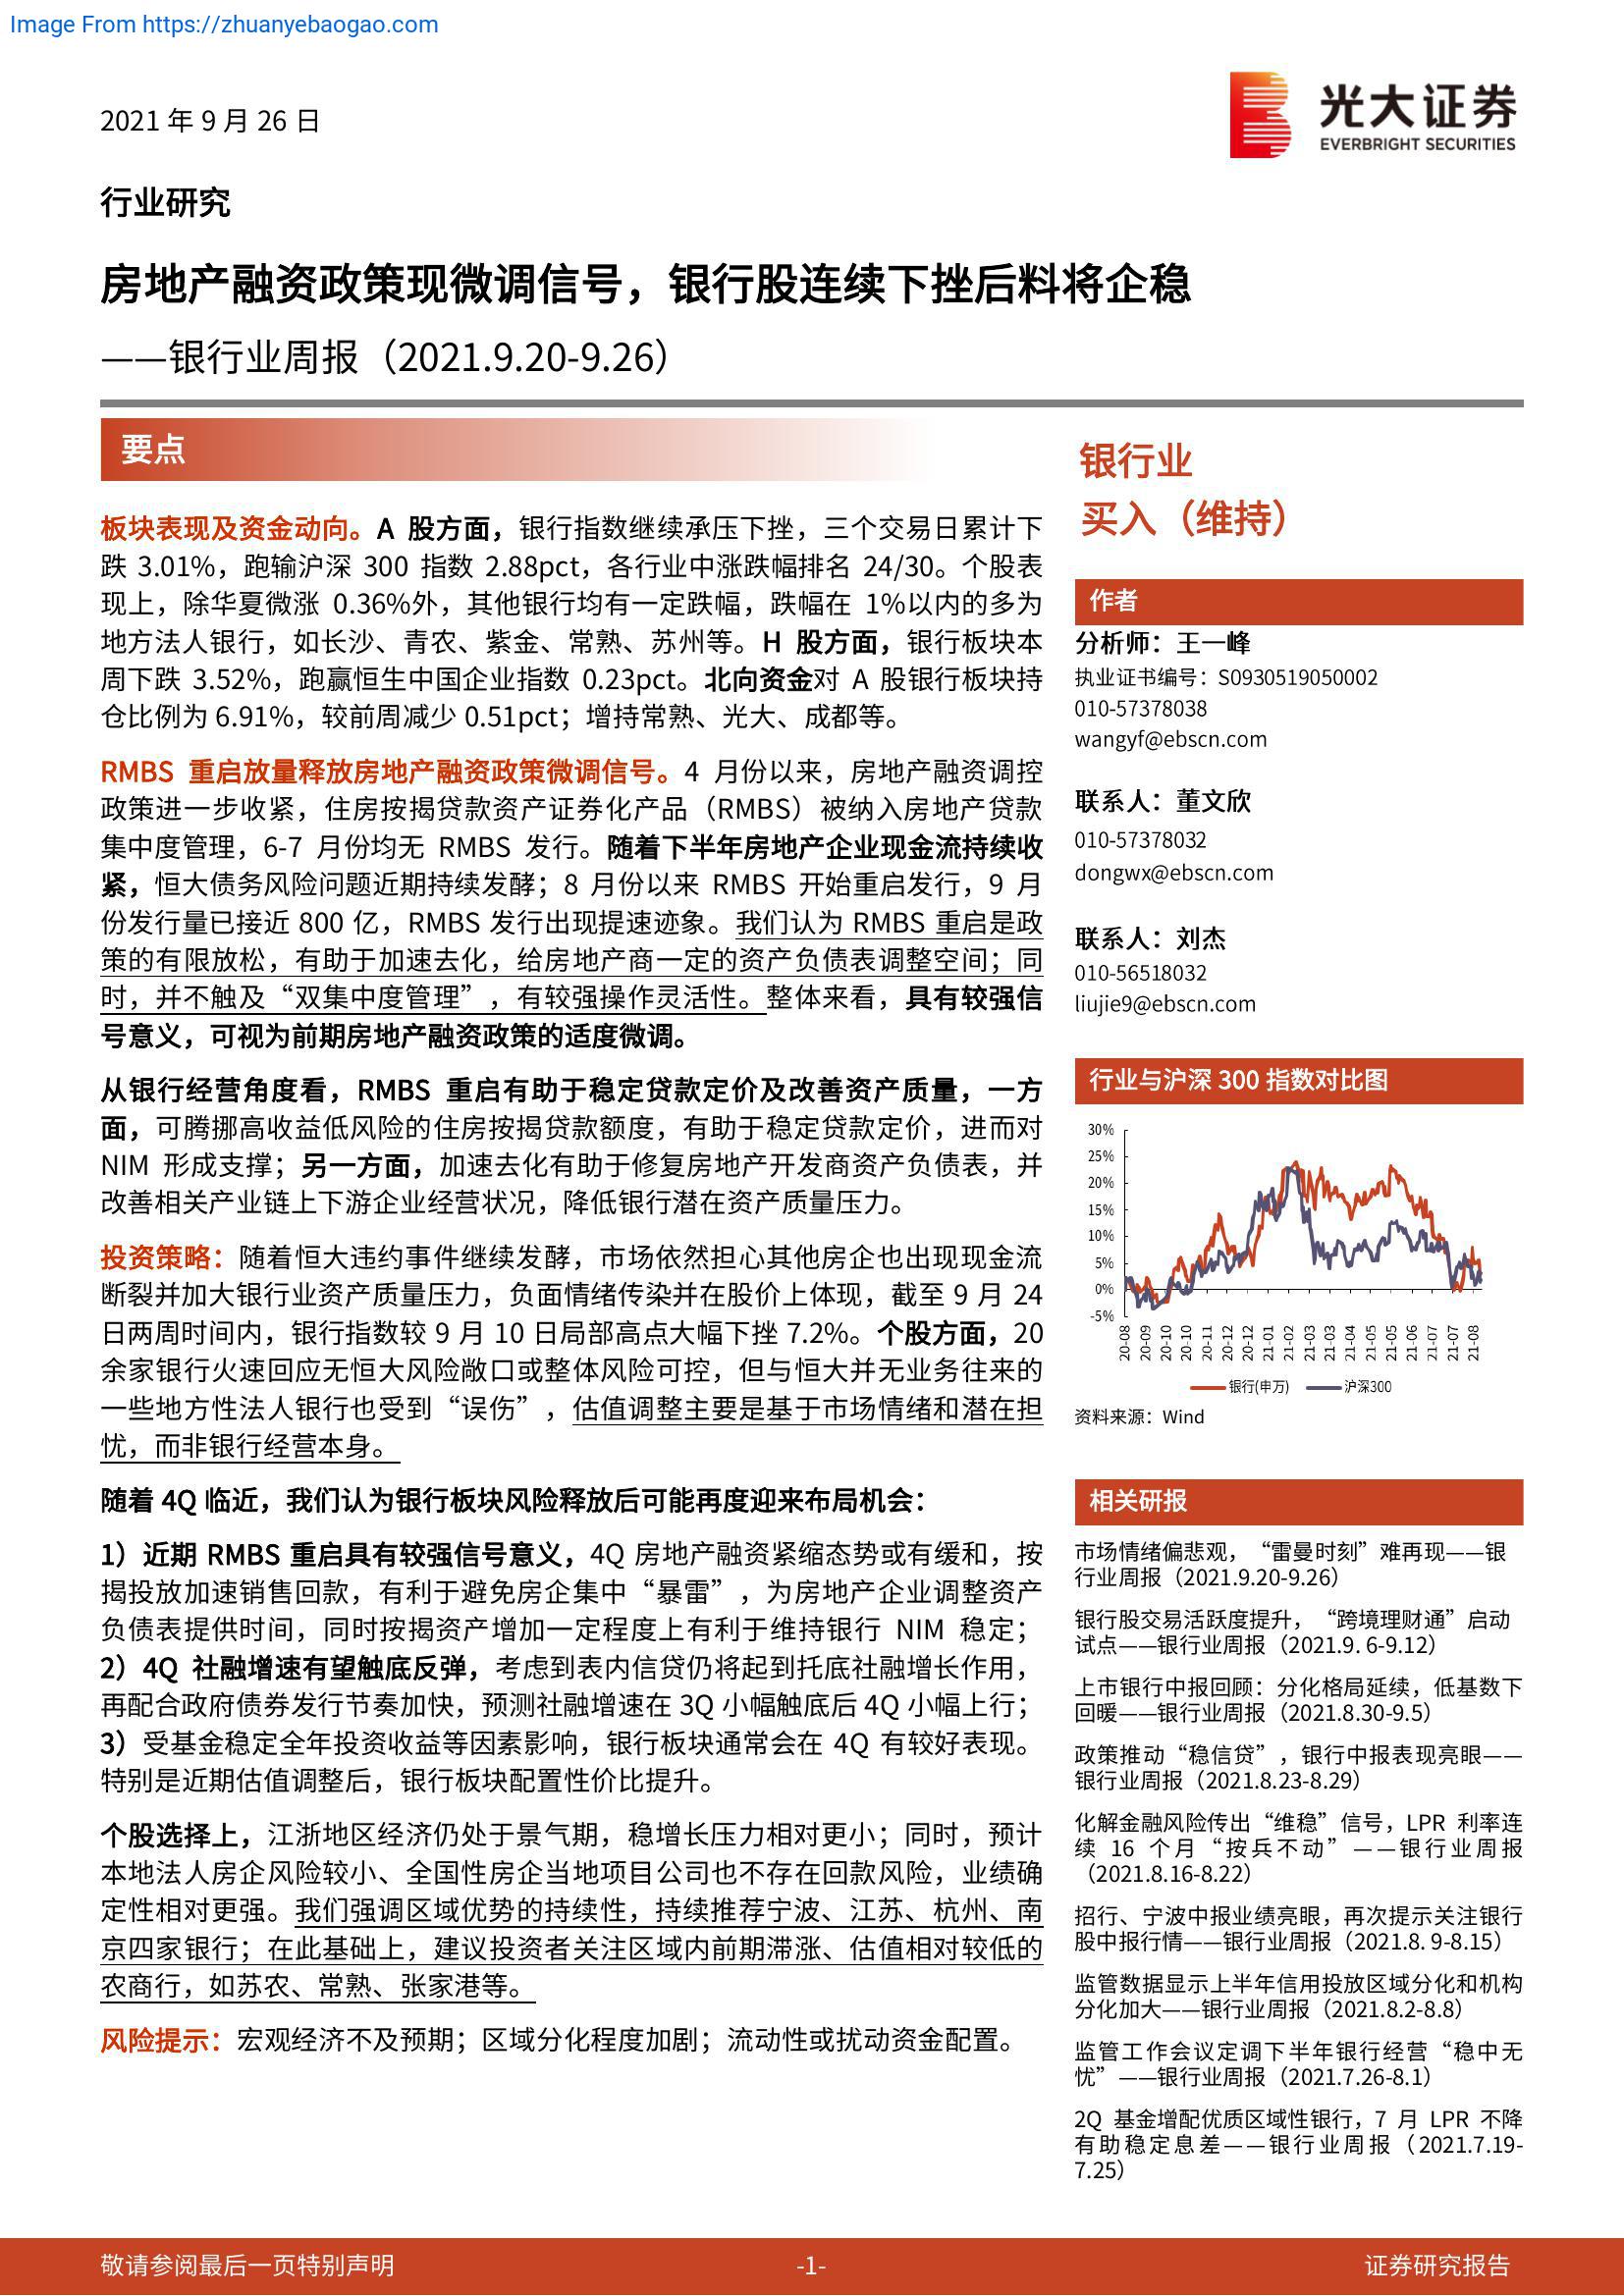 Image From https://zhuanyebaogao.com
2021 年 9 月 26 日
光大证券
EVERBRIGHT SECURITIES
行业研究
房地产融资政策现微调信号，银行股连续下挫后料将企稳
——银行业周报（2021.9.20-9.26）
要点
板块表现及资金动向。A 股方面，银行指数继续承压下挫，三个交易日累计下
跌 3.01%，跑输沪深 300 指数 2.88pct，各行业中涨跌幅排名 24/30。个股表
现上，除华夏微涨 0.36%外，其他银行均有一定跌幅，跌幅在 1%以内的多为
地方法人银行，如长沙、青农、紫金、常熟、苏州等。H 股方面，银行板块本
周下跌 3.52%，跑赢恒生中国企业指数 0.23pct。北向资金对 A 股银行板块持
仓比例为 6.91%，较前周减少 0.51pct；增持常熟、光大、成都等。
RMBS 重启放量释放房地产融资政策微调信号。4 月份以来，房地产融资调控
政策进一步收紧，住房按揭贷款资产证券化产品（RMBS）被纳入房地产贷款
集中度管理，6-7 月份均无 RMBS 发行。随着下半年房地产企业现金流持续收
紧，恒大债务风险问题近期持续发酵；8 月份以来 RMBS 开始重启发行，9 月
份发行量已接近 800 亿，RMBS 发行出现提速迹象。我们认为 RMBS 重启是政
策的有限放松，有助于加速去化，给房地产商一定的资产负债表调整空间；同
时，并不触及“双集中度管理”，有较强操作灵活性。整体来看，具有较强信
号意义，可视为前期房地产融资政策的适度微调。
从银行经营角度看，RMBS 重启有助于稳定贷款定价及改善资产质量，一方
面，可腾挪高收益低风险的住房按揭贷款额度，有助于稳定贷款定价，进而对
NIM 形成支撑；另一方面，加速去化有助于修复房地产开发商资产负债表，并
改善相关产业链上下游企业经营状况，降低银行潜在资产质量压力。
投资策略：随着恒大违约事件继续发酵，市场依然担心其他房企也出现现金流
断裂并加大银行业资产质量压力，负面情绪传染并在股价上体现，截至 9 月 24
日两周时间内，银行指数较 9 月 10 日局部高点大幅下挫 7.2%。个股方面，20
余家银行火速回应无恒大风险敞口或整体风险可控，但与恒大并无业务往来的
一些地方性法人银行也受到“误伤”，估值调整主要是基于市场情绪和潜在担
忧，而非银行经营本身。
随着 4Q 临近，我们认为银行板块风险释放后可能再度迎来布局机会：
1）近期 RMBS 重启具有较强信号意义，4Q 房地产融资紧缩态势或有缓和，按
揭投放加速销售回款，有利于避免房企集中“暴雷”，为房地产企业调整资产
负债表提供时间，同时按揭资产增加一定程度上有利于维持银行 NIM 稳定；
2）4Q 社融增速有望触底反弹，考虑到表内信贷仍将起到托底社融增长作用，
再配合政府债券发行节奏加快，预测社融增速在 3Q 小幅触底后 4Q 小幅上行；
3）受基金稳定全年投资收益等因素影响，银行板块通常会在 4Q 有较好表现。
特别是近期估值调整后，银行板块配置性价比提升。
个股选择上，江浙地区经济仍处于景气期，稳增长压力相对更小；同时，预计
本地法人房企风险较小、全国性房企当地项目公司也不存在回款风险，业绩确
定性相对更强。我们强调区域优势的持续性，持续推荐宁波、江苏、杭州、南
京四家银行；在此基础上，建议投资者关注区域内前期滞涨、估值相对较低的
农商行，如苏农、常熟、张家港等。
风险提示：宏观经济不及预期；区域分化程度加剧；流动性或扰动资金配置。
银行业
买入（维持）
作者
分析师：王一峰
执业证书编号：S0930519050002
010-57378038
wangyf@ebscn.com
联系人：董文欣
010-57378032
dongwx@ebscn.com
联系人：刘杰
010-56518032
liujie9@ebscn.com
行业与沪深 300 指数对比图
30%
25%
20%
15%
10%
5%
0%
-5%
20-08
20-09
20-10
20-10
20-11
20-12
20-12
21-01
21-02
21-03
21-03
21-04
21-05
21-05
21-06
21-07
21-07
21-08
银行(申万) 沪深300
资料来源：Wind
相关研报
市场情绪偏悲观，“雷曼时刻”难再现——银
行业周报（2021.9.20-9.26）
银行股交易活跃度提升，“跨境理财通”启动
试点——银行业周报（2021.9. 6-9.12）
上市银行中报回顾：分化格局延续，低基数下
回暖——银行业周报（2021.8.30-9.5）
政策推动“稳信贷”，银行中报表现亮眼——
银行业周报（2021.8.23-8.29）
化解金融风险传出“维稳”信号，LPR 利率连
续 16 个月“按兵不动”——银行业周报
（2021.8.16-8.22）
招行、宁波中报业绩亮眼，再次提示关注银行
股中报行情——银行业周报（2021.8. 9-8.15）
监管数据显示上半年信用投放区域分化和机构
分化加大——银行业周报（2021.8.2-8.8）
监管工作会议定调下半年银行经营“稳中无
忧”——银行业周报（2021.7.26-8.1）
2Q 基金增配优质区域性银行，7 月 LPR 不降
有助稳定息差——银行业周报（2021.7.19-
7.25）
敬请参阅最后一页特别声明
-1-
证券研究报告